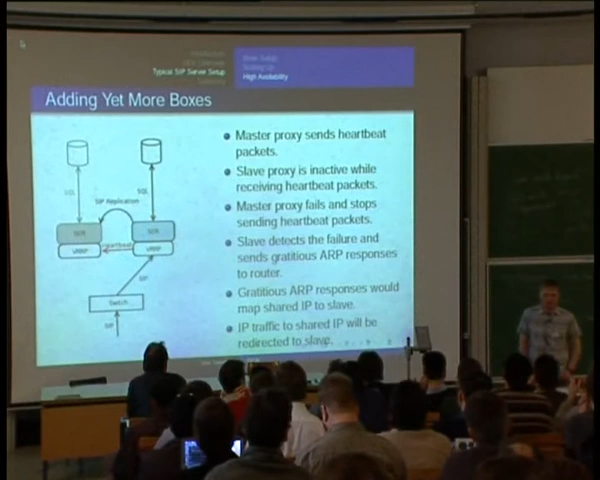 Typical SIP Server Setup
High Availability
Adding Yet More Boxes
Master proxy sends heartbeat
packets.
Slave proxy is inactive while
receiving heartbeat packets.
Master proxy fails and stops
sending heartbeat packets.
Slave detects the failure and
sends gratitious ARP responses
to router.
Gratitious ARP responses would
map shared IP to slave.
IP traffic to shared IP will be
redirected to slave.
SQL
SQL
SIP Replication
SER
SER
VRRP
Heartbeat
VRRP
SIP
Switch
SIP